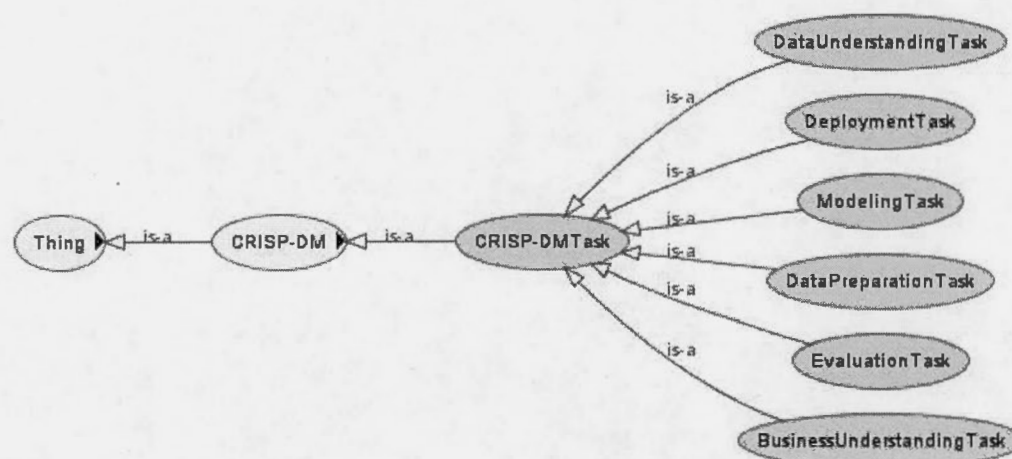 DataUnderstandingTask
is-a
DeploymentTask
is-a
ModelingTask
is-a
Thing
is-a
CRISP-DM
is-a
CRISP-DMTask
is-a
DataPreparationTask
is-a
EvaluationTask
is-a
BusinessUnderstandingTask